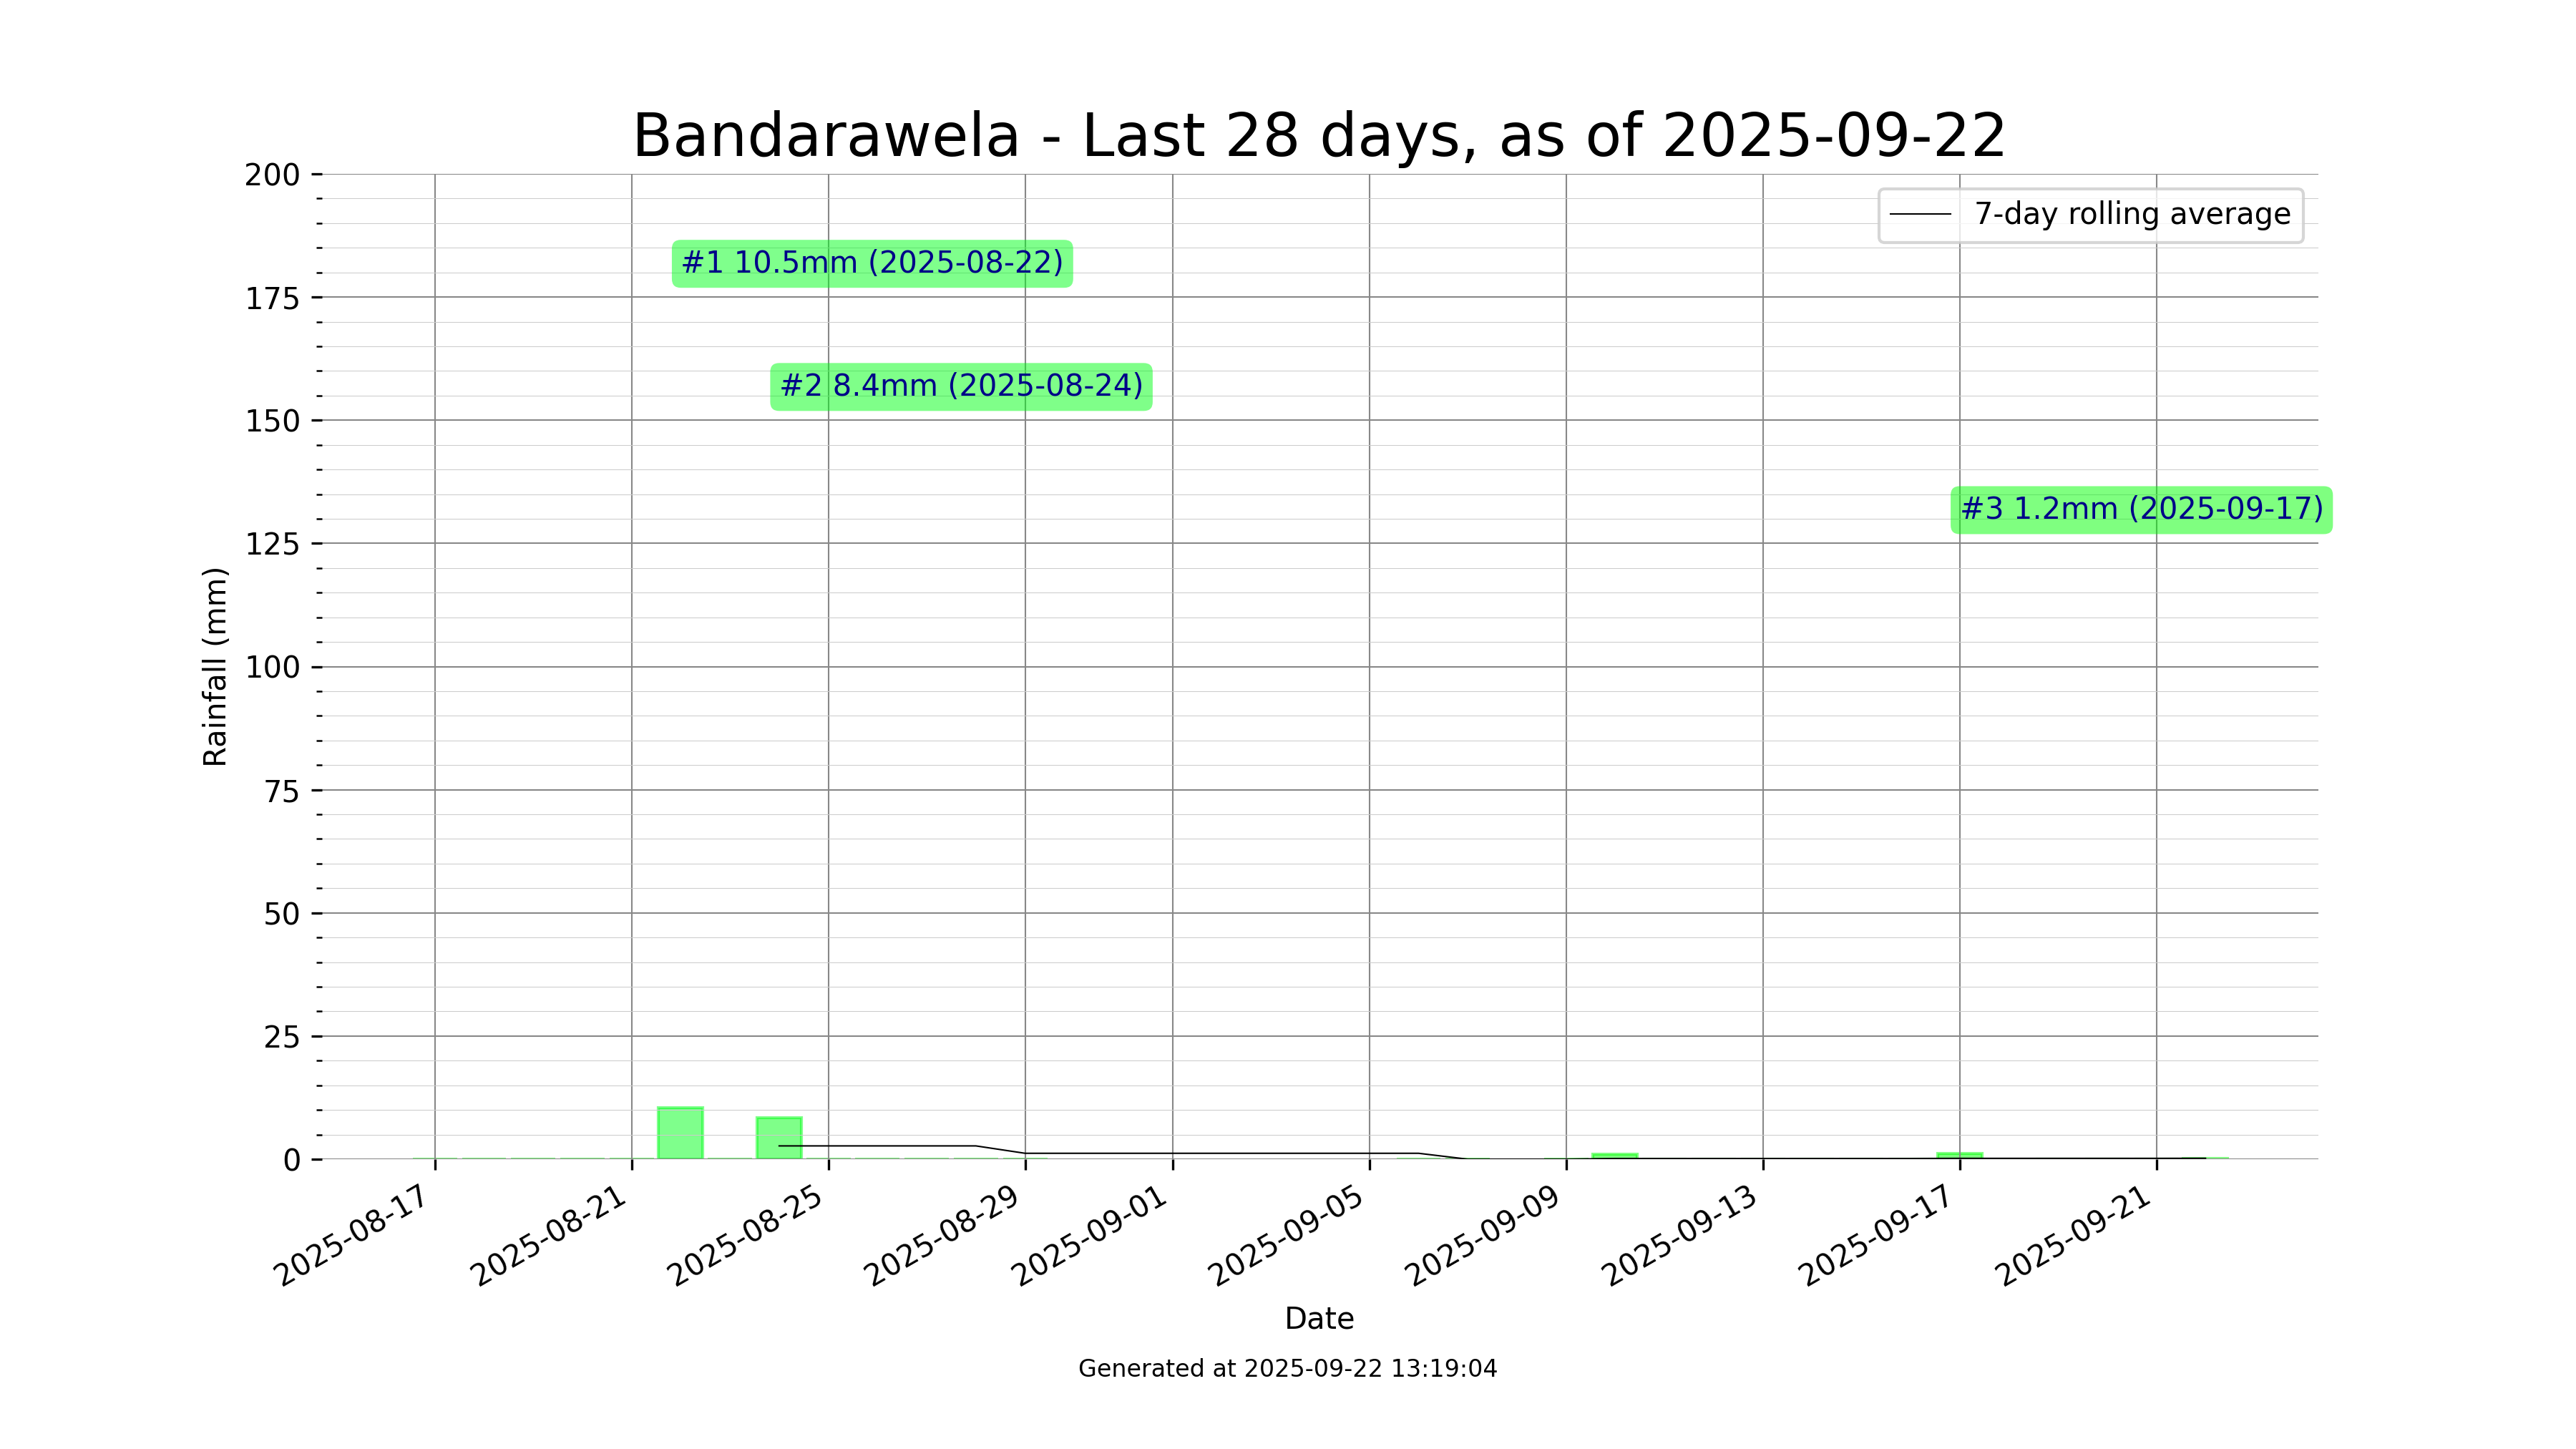 Bandarawela - Last 28 days, as of 2025-09-22
200
175
150
125
100
75
50
25
0
Rainfall (mm)
7-day rolling average
#1 10.5mm (2025-08-22)
#2 8.4mm (2025-08-24)
#3 1.2mm (2025-09-17)
2025-08-17
2025-08-21
2025-08-25
2025-08-29
2025-09-01
2025-09-05
2025-09-09
2025-09-13
2025-09-17
2025-09-21
Date
Generated at 2025-09-22 13:19:04